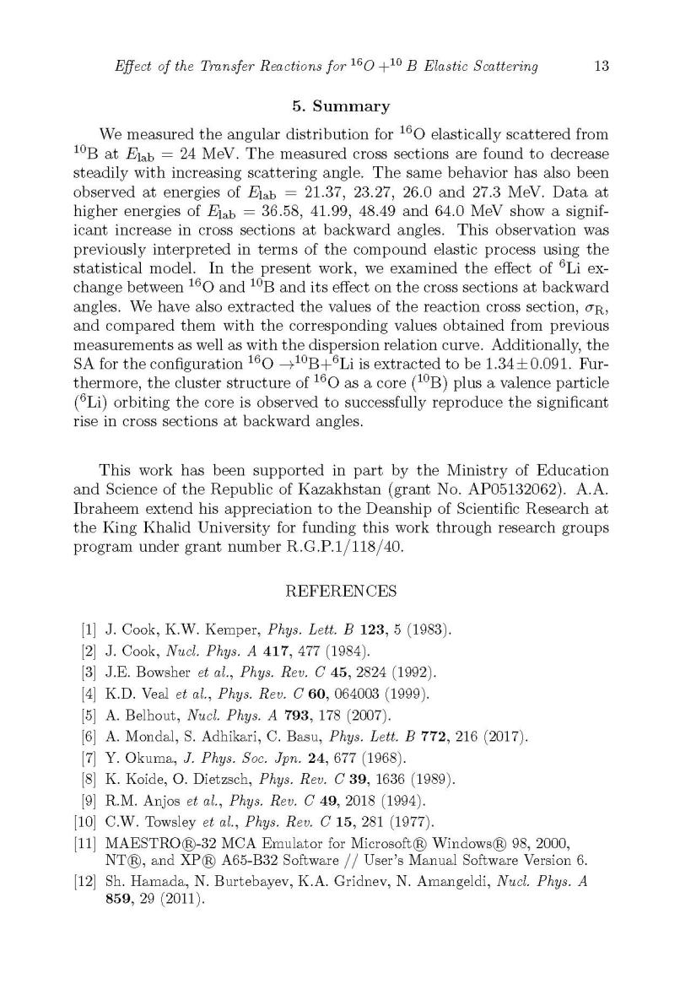 Effect of the Transfer Reactions for ¹⁶O +¹⁰ B Elastic Scattering 13
5. Summary
We measured the angular distribution for ¹⁶O elastically scattered from
¹⁰B at Elab = 24 MeV. The measured cross sections are found to decrease
steadily with increasing scattering angle. The same behavior has also been
observed at energies of Elab = 21.37, 23.27, 26.0 and 27.3 MeV. Data at
higher energies of Elab = 36.58, 41.99, 48.49 and 64.0 MeV show a signif-
icant increase in cross sections at backward angles. This observation was
previously interpreted in terms of the compound elastic process using the
statistical model. In the present work, we examined the effect of ⁶Li ex-
change between ¹⁶O and ¹⁰B and its effect on the cross sections at backward
angles. We have also extracted the values of the reaction cross section, σR,
and compared them with the corresponding values obtained from previous
measurements as well as with the dispersion relation curve. Additionally, the
SA for the configuration ¹⁶O →¹⁰B+⁶Li is extracted to be 1.34±0.091. Fur-
thermore, the cluster structure of ¹⁶O as a core (¹⁰B) plus a valence particle
(⁶Li) orbiting the core is observed to successfully reproduce the significant
rise in cross sections at backward angles.
This work has been supported in part by the Ministry of Education
and Science of the Republic of Kazakhstan (grant No. AP05132062). A.A.
Ibraheem extend his appreciation to the Deanship of Scientific Research at
the King Khalid University for funding this work through research groups
program under grant number R.G.P.1/118/40.
REFERENCES
[1] J. Cook, K.W. Kemper, Phys. Lett. B 123, 5 (1983).
[2] J. Cook, Nucl. Phys. A 417, 477 (1984).
[3] J.E. Bowsher et al., Phys. Rev. C 45, 2824 (1992).
[4] K.D. Veal et al., Phys. Rev. C 60, 064003 (1999).
[5] A. Belhout, Nucl. Phys. A 793, 178 (2007).
[6] A. Mondal, S. Adhikari, C. Basu, Phys. Lett. B 772, 216 (2017).
[7] Y. Okuma, J. Phys. Soc. Jpn. 24, 677 (1968).
[8] K. Koide, O. Dietzsch, Phys. Rev. C 39, 1636 (1989).
[9] R.M. Anjos et al., Phys. Rev. C 49, 2018 (1994).
[10] C.W. Towsley et al., Phys. Rev. C 15, 281 (1977).
[11] MAESTRO®-32 MCA Emulator for Microsoft® Windows® 98, 2000,
NT®, and XP® A65-B32 Software // User's Manual Software Version 6.
[12] Sh. Hamada, N. Burtebayev, K.A. Gridnev, N. Amangeldi, Nucl. Phys. A
859, 29 (2011).